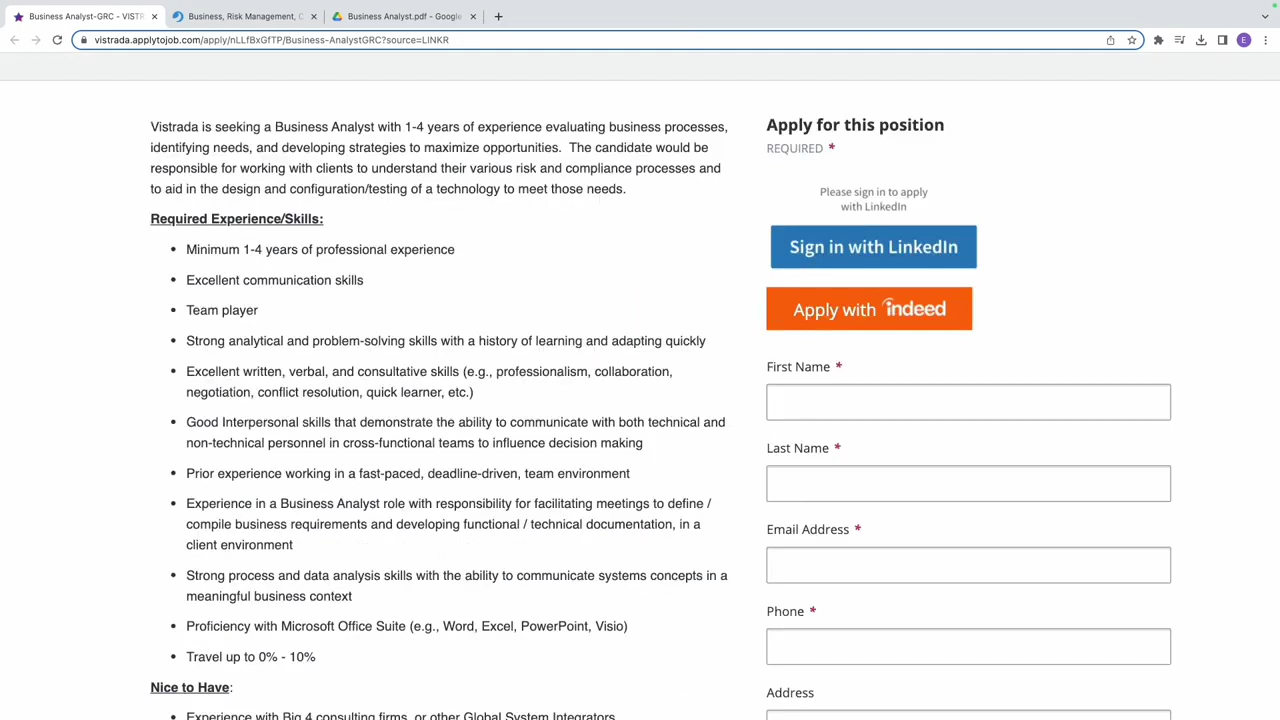 Business Analyst-GRC - VISTR
Business, Risk Management, C
Business Analyst.pdf - Google
vistrada.applytojob.com/apply/nLLfBxGfTP/Business-AnalystGRC?source=LINKR
E
Vistrada is seeking a Business Analyst with 1-4 years of experience evaluating business processes,
identifying needs, and developing strategies to maximize opportunities. The candidate would be
responsible for working with clients to understand their various risk and compliance processes and
to aid in the design and configuration/testing of a technology to meet those needs.
Required Experience/Skills:
• Minimum 1-4 years of professional experience
• Excellent communication skills
• Team player
• Strong analytical and problem-solving skills with a history of learning and adapting quickly
• Excellent written, verbal, and consultative skills (e.g., professionalism, collaboration,
negotiation, conflict resolution, quick learner, etc.)
• Good Interpersonal skills that demonstrate the ability to communicate with both technical and
non-technical personnel in cross-functional teams to influence decision making
• Prior experience working in a fast-paced, deadline-driven, team environment
• Experience in a Business Analyst role with responsibility for facilitating meetings to define /
compile business requirements and developing functional / technical documentation, in a
client environment
• Strong process and data analysis skills with the ability to communicate systems concepts in a
meaningful business context
• Proficiency with Microsoft Office Suite (e.g., Word, Excel, PowerPoint, Visio)
• Travel up to 0% - 10%
Nice to Have:
• Experience with Big 4 consulting firms, or other Global System Integrators
Apply for this position
REQUIRED *
Please sign in to apply
with LinkedIn
Sign in with LinkedIn
Apply with indeed
First Name *
Last Name *
Email Address *
Phone *
Address